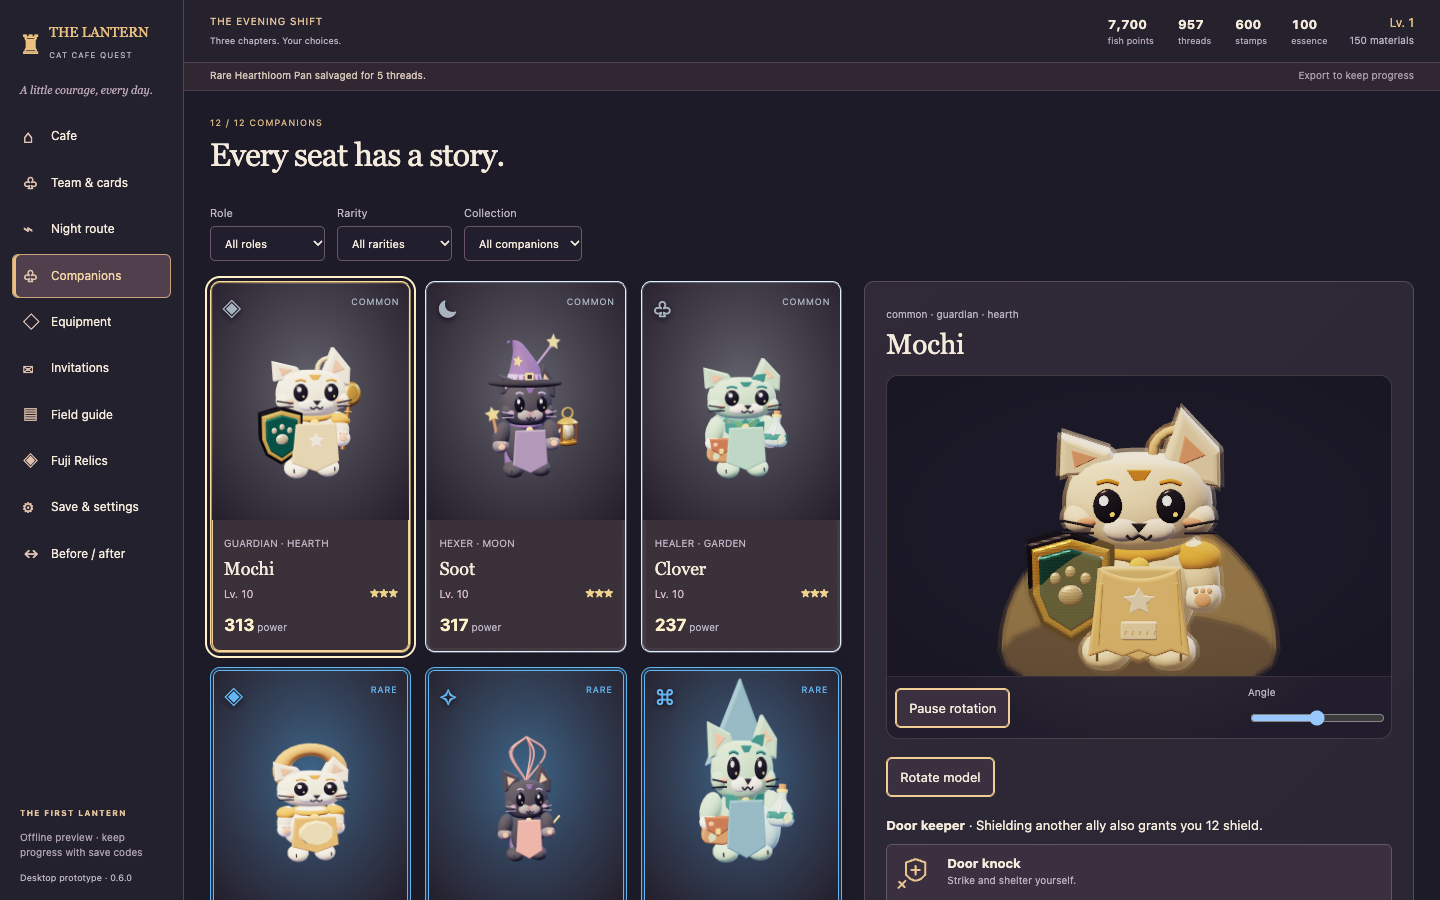 THE LANTERN
CAT CAFE QUEST
A little courage, every day.
Cafe
Team & cards
Night route
Companions
Equipment
Invitations
Field guide
Fuji Relics
Save & settings
Before / after
THE FIRST LANTERN
Offline preview · keep
progress with save codes
Desktop prototype · 0.6.0
THE EVENING SHIFT
Three chapters. Your choices.
7,700
fish points
957
threads
600
stamps
100
essence
Lv. 1
150 materials
Rare Hearthloom Pan salvaged for 5 threads.
Export to keep progress
12 / 12 COMPANIONS
Every seat has a story.
Role
Rarity
Collection
All roles
All rarities
All companions
COMMON
GUARDIAN · HEARTH
Mochi
Lv. 10
313 power
COMMON
HEXER · MOON
Soot
Lv. 10
317 power
COMMON
HEALER · GARDEN
Clover
Lv. 10
237 power
RARE
RARE
RARE
common · guardian · hearth
Mochi
Pause rotation
Angle
Rotate model
Door keeper · Shielding another ally also grants you 12 shield.
Door knock
Strike and shelter yourself.